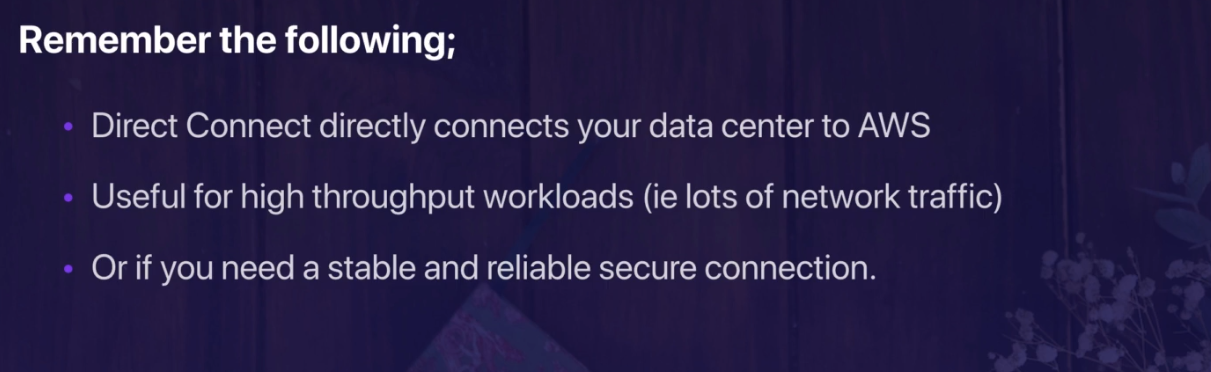 Remember the following;
• Direct Connect directly connects your data center to AWS
• Useful for high throughput workloads (ie lots of network traffic)
• Or if you need a stable and reliable secure connection.